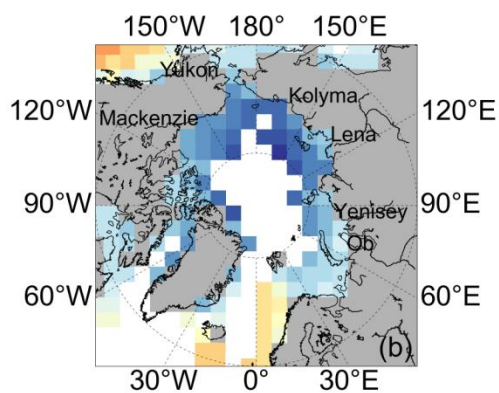 150°W 180° 150°E
Yukon
Kolyma
120°W 120°E
Mackenzie
Lena
90°W 90°E
Yenisey
Ob
60°W 60°E
(b)
30°W 0° 30°E